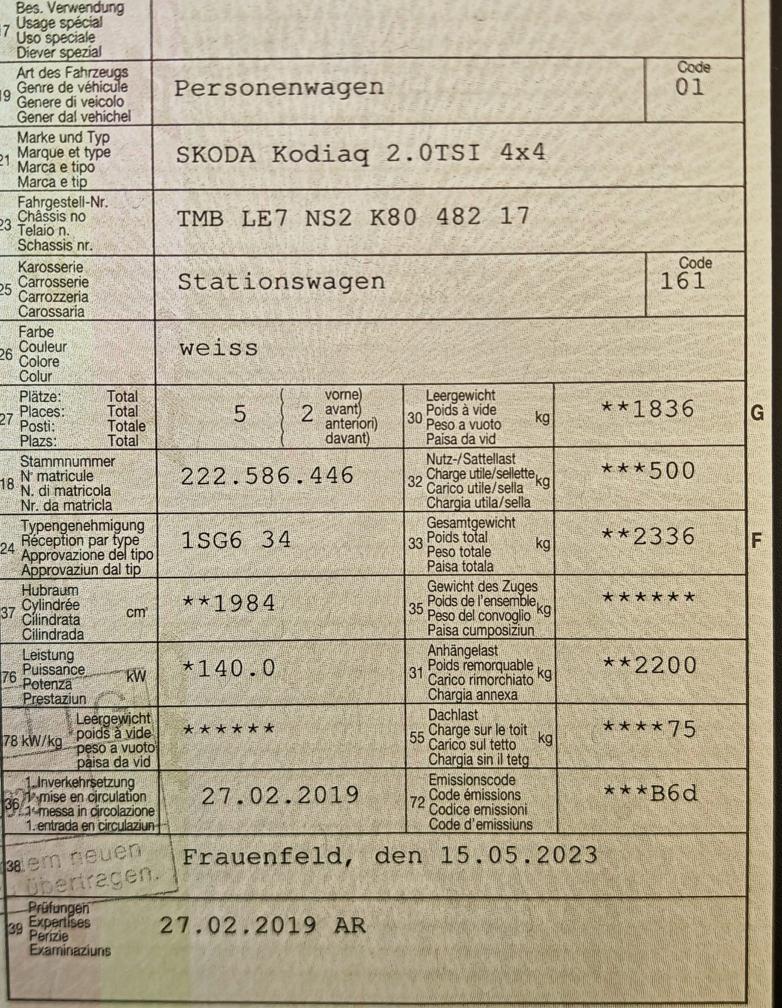 Bes. Verwendung
17 Usage spécial
Uso speciale
Diever spezial
Art des Fahrzeugs
19 Genre de véhicule
Genere di veicolo
Gener dal vehichel
Personenwagen
Code
01
Marke und Typ
21 Marque et type
Marca e tipo
Marca e tip
SKODA Kodiaq 2.0TSI 4x4
Fahrgestell-Nr.
23 Châssis no
Telaio n.
Schassis nr.
TMB LE7 NS2 K80 482 17
Karosserie
25 Carrosserie
Carrozzeria
Carossaria
Stationswagen
Code
161
Farbe
26 Couleur
Colore
Colur
weiss
Plätze: Total
27 Places: Total
Posti: Totale
Plazs: Total
5 ( 2 vorne)
avant)
anteriori)
davant)
Leergewicht
30 Poids à vide kg
Peso a vuoto
Paisa da vid
**1836
G
Stammnummer
18 N° matricule
N. di matricola
Nr. da matricla
222.586.446
Nutz-/Sattellast
32 Charge utile/sellette kg
Carico utile/sella
Chargia utila/sella
***500
Typengenehmigung
24 Réception par type
Approvazione del tipo
Approvaziun dal tip
1SG6 34
Gesamtgewicht
33 Poids total kg
Peso totale
Paisa totala
**2336
F
Hubraum
37 Cylindrée cm³
Cilindrata
Cilindrada
**1984
Gewicht des Zuges
35 Poids de l'ensemble kg
Peso del convoglio
Paisa cumposiziun
******
Leistung
76 Puissance kW
Potenza
Prestaziun
*140.0
Anhängelast
31 Poids remorquable kg
Carico rimorchiato
Chargia annexa
**2200
Leergewicht
78 kW/kg poids à vide
peso a vuoto
paisa da vid
******
Dachlast
55 Charge sur le toit kg
Carico sul tetto
Chargia sin il tetg
****75
1. Inverkehrsetzung
36 1re mise en circulation
1a messa in circolazione
1. entrada en circulaziun
27.02.2019
Emissionscode
72 Code émissions
Codice emissioni
Code d'emissiuns
***B6d
38
em neuen
übertragen.
Frauenfeld, den 15.05.2023
Prüfungen
39 Expertises
Perizie
Examinaziuns
27.02.2019 AR